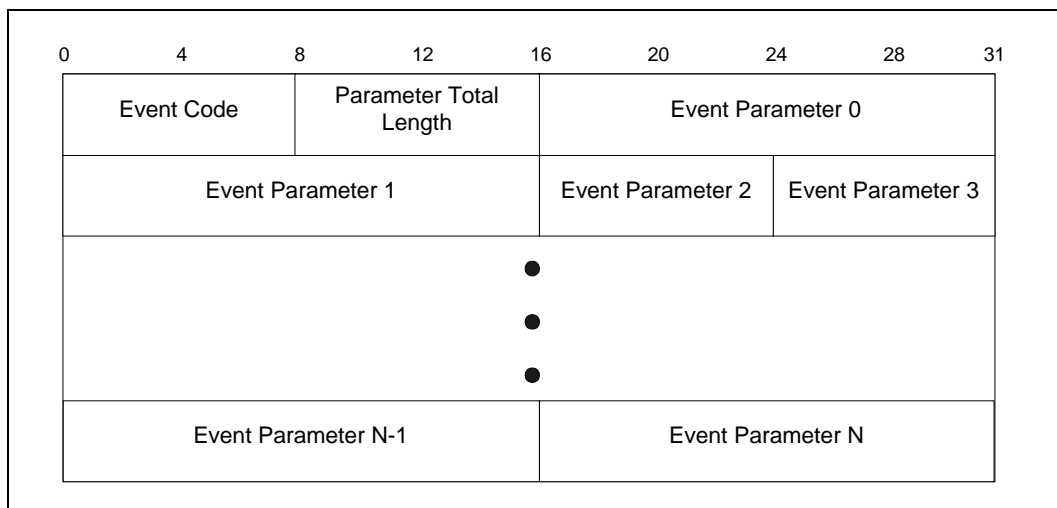 0 4 8 12 16 20 24 28 31
Event Code
Parameter Total
Length
Event Parameter 0
Event Parameter 1
Event Parameter 2
Event Parameter 3
Event Parameter N-1
Event Parameter N